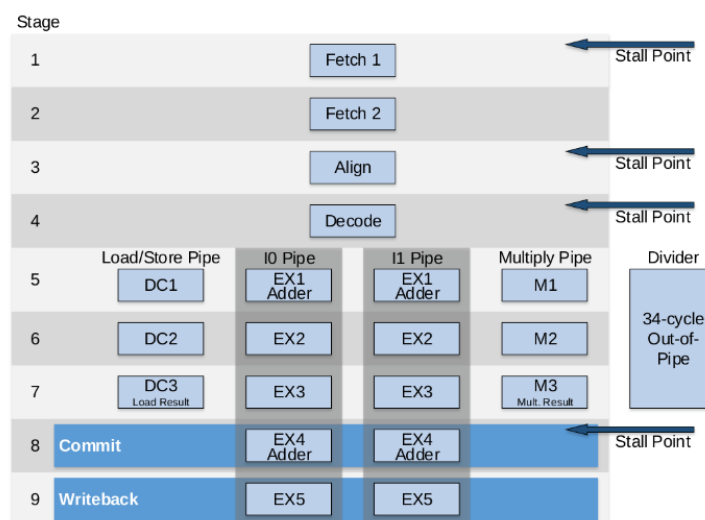 Stage
1
Fetch 1
Stall Point
2
Fetch 2
3
Align
Stall Point
4
Decode
Stall Point
Load/Store Pipe
I0 Pipe
I1 Pipe
Multiply Pipe
Divider
5
DC1
EX1
Adder
EX1
Adder
M1
34-cycle
Out-of-
Pipe
6
DC2
EX2
EX2
M2
7
DC3
Load Result
EX3
EX3
M3
Mult. Result
8
Commit
EX4
Adder
EX4
Adder
Stall Point
9
Writeback
EX5
EX5